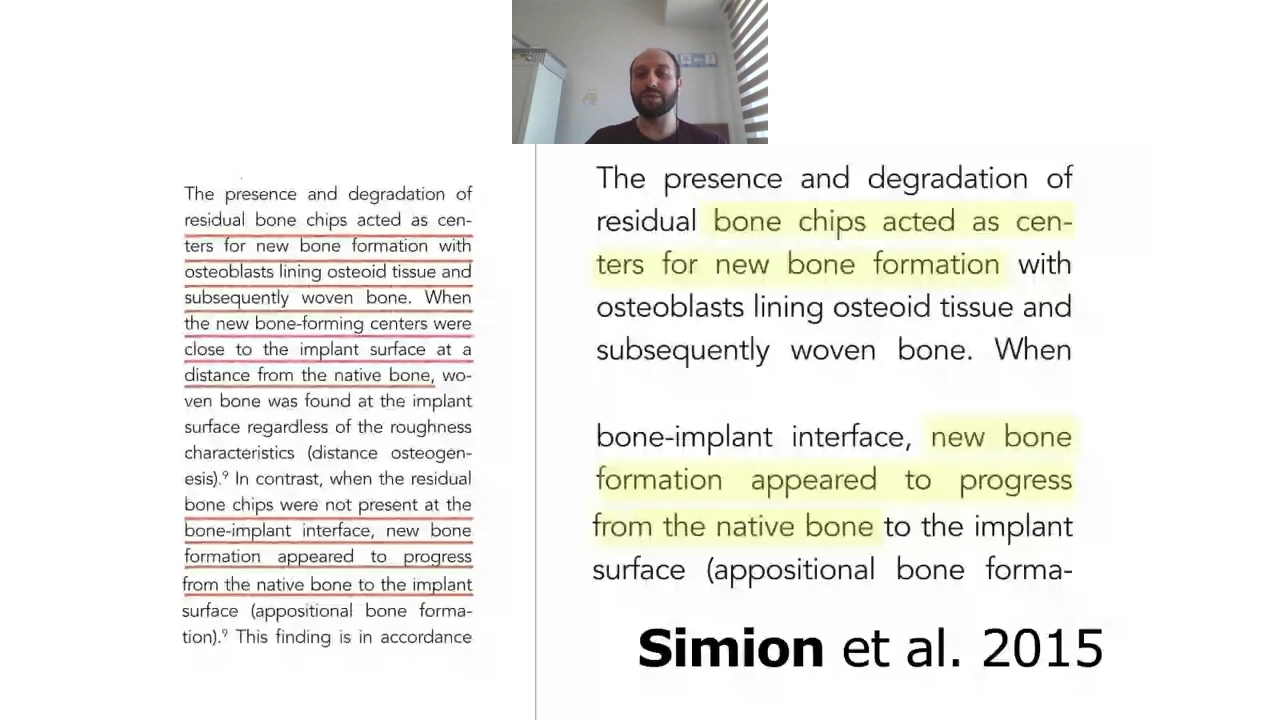 The presence and degradation of
residual bone chips acted as cen-
ters for new bone formation with
osteoblasts lining osteoid tissue and
subsequently woven bone. When
the new bone-forming centers were
close to the implant surface at a
distance from the native bone, wo-
ven bone was found at the implant
surface regardless of the roughness
characteristics (distance osteogen-
esis).⁹ In contrast, when the residual
bone chips were not present at the
bone-implant interface, new bone
formation appeared to progress
from the native bone to the implant
surface (appositional bone forma-
tion).⁹ This finding is in accordance
The presence and degradation of
residual bone chips acted as cen-
ters for new bone formation with
osteoblasts lining osteoid tissue and
subsequently woven bone. When
bone-implant interface, new bone
formation appeared to progress
from the native bone to the implant
surface (appositional bone forma-
Simion et al. 2015